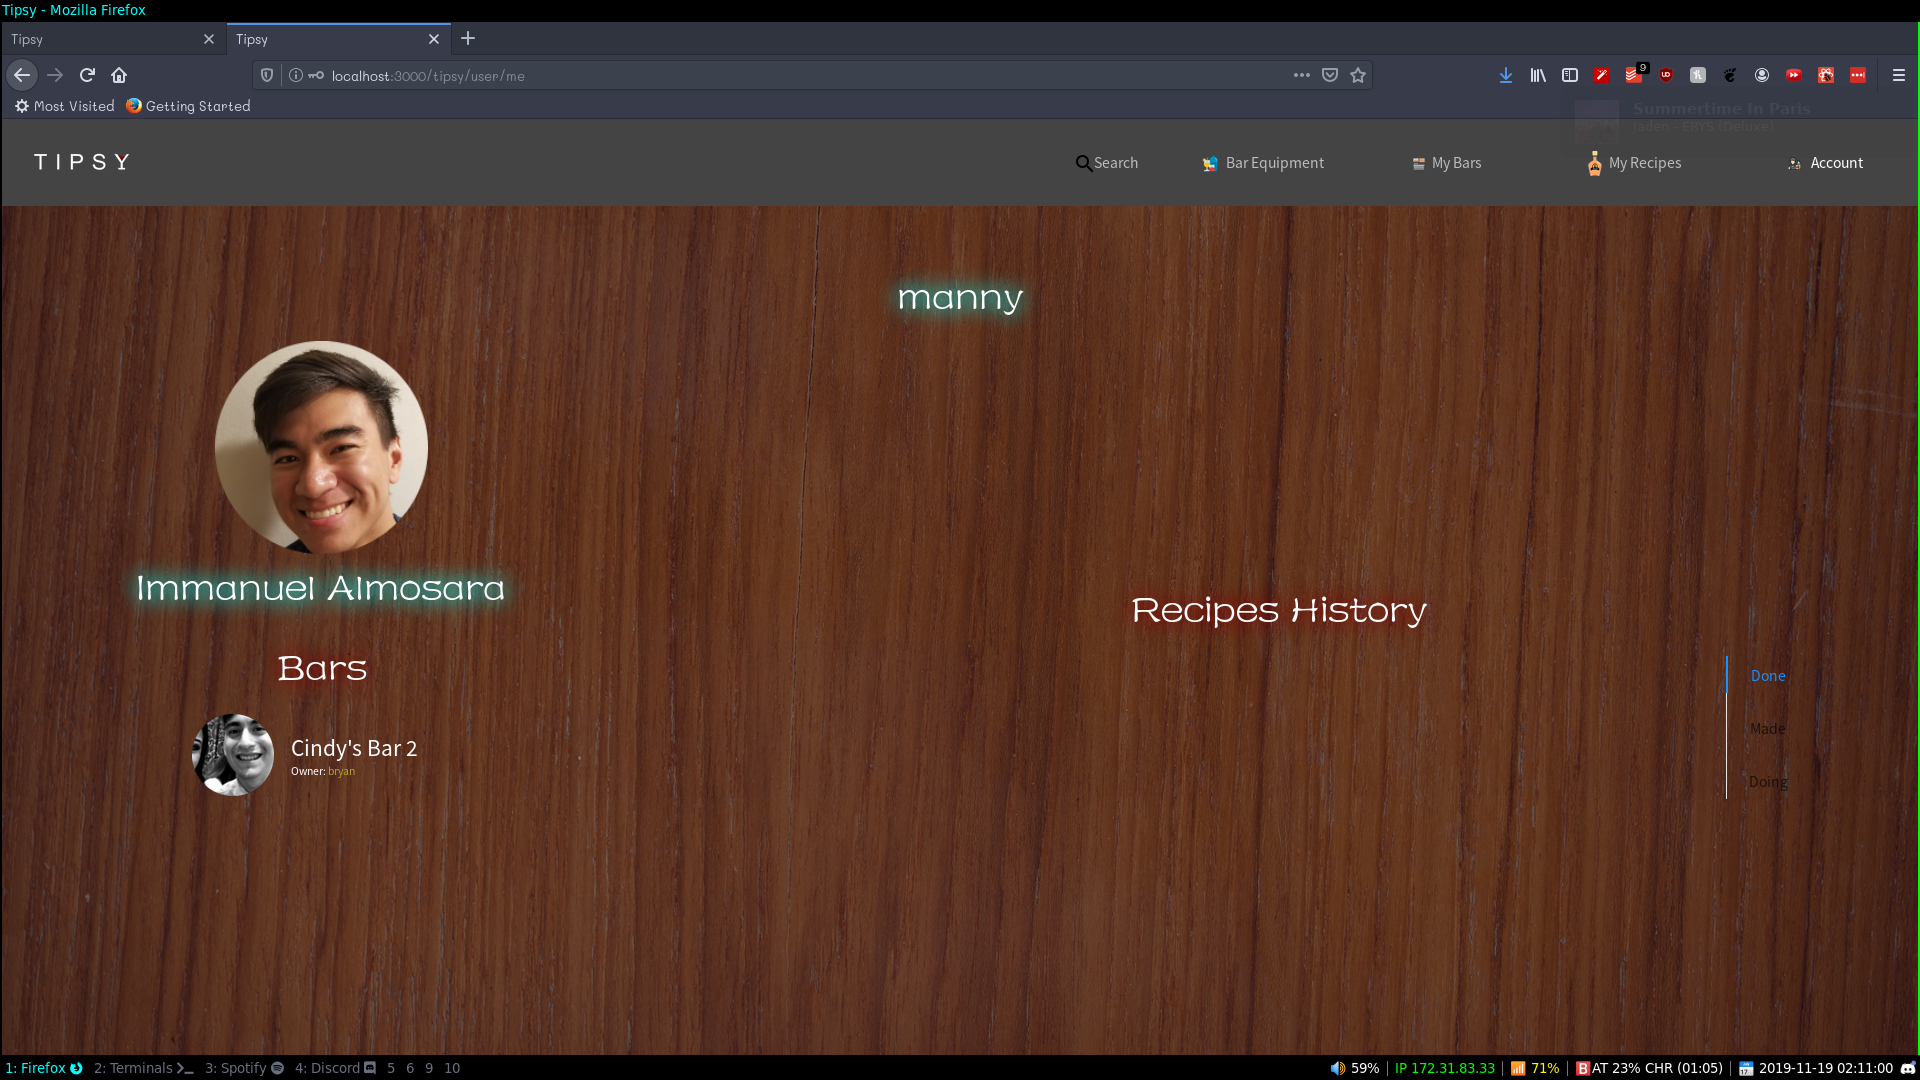 Tipsy - Mozilla Firefox
Tipsy
Tipsy
localhost:3000/tipsy/user/me
9
Most Visited
Getting Started
Summertime In Paris
Jaden - ERYS (Deluxe)
TIPSY
Search
Bar Equipment
My Bars
My Recipes
Account
manny
Immanuel Almosara
Recipes History
Bars
Done
Made
Doing
Cindy's Bar 2
Owner: bryan
1: Firefox 2: Terminals 3: Spotify 4: Discord 5 6 9 10
59% | IP 172.31.83.33 | 71% | BAT 23% CHR (01:05) | 2019-11-19 02:11:00